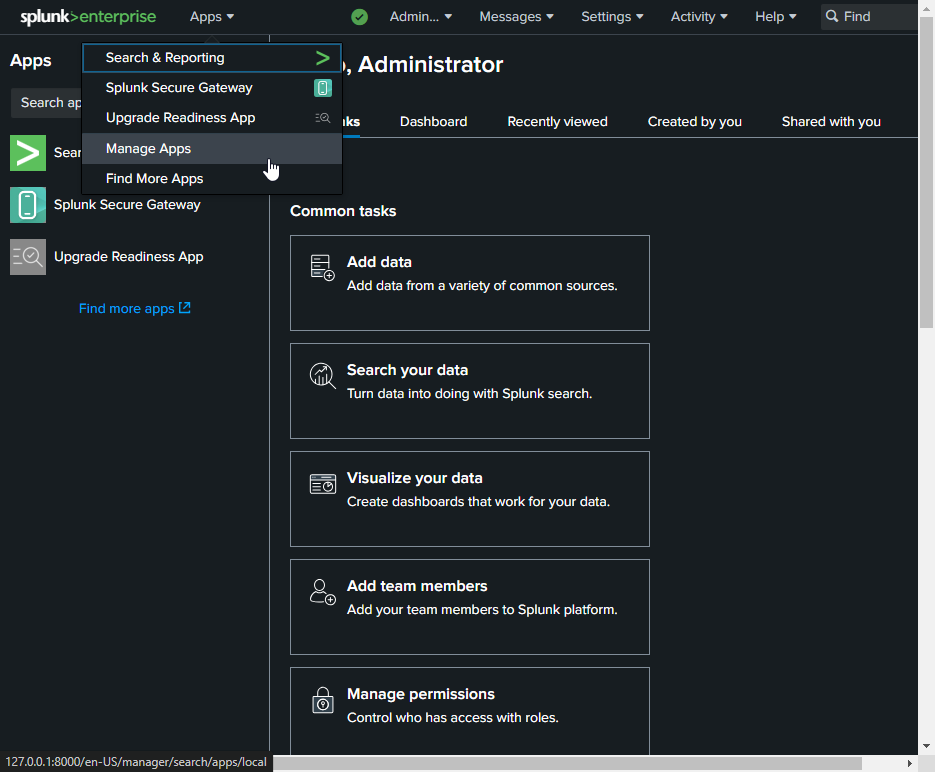 splunk>enterprise Apps Admin... Messages Settings Activity Help Find
Apps
Search & Reporting
Splunk Secure Gateway
Upgrade Readiness App
Manage Apps
Find More Apps
Search ap
Sear
Splunk Secure Gateway
Upgrade Readiness App
Find more apps
, Administrator
ks Dashboard Recently viewed Created by you Shared with you
Common tasks
Add data
Add data from a variety of common sources.
Search your data
Turn data into doing with Splunk search.
Visualize your data
Create dashboards that work for your data.
Add team members
Add your team members to Splunk platform.
Manage permissions
Control who has access with roles.
127.0.0.1:8000/en-US/manager/search/apps/local